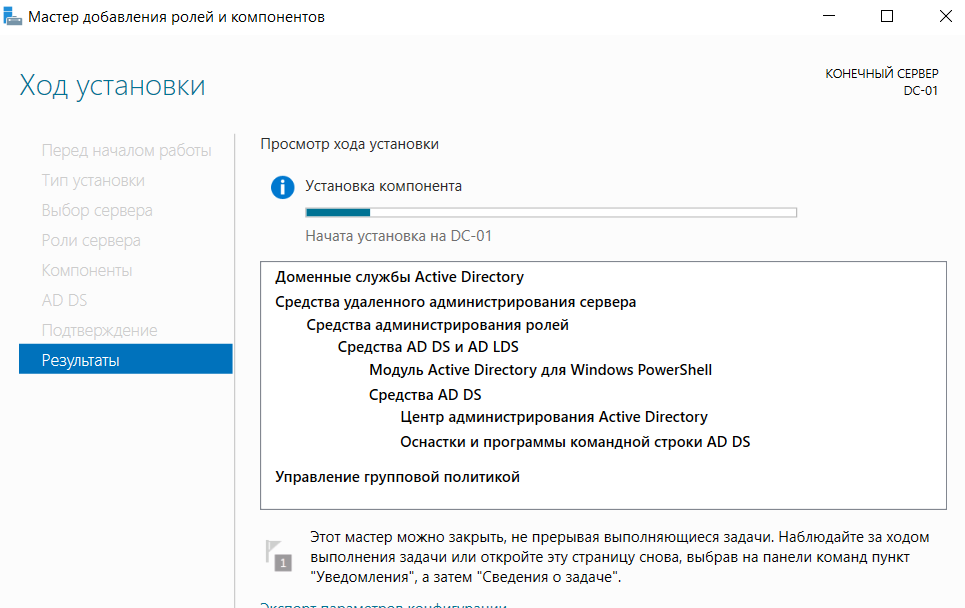 Мастер добавления ролей и компонентов
Ход установки
КОНЕЧНЫЙ СЕРВЕР
DC-01
Перед началом работы
Тип установки
Выбор сервера
Роли сервера
Компоненты
AD DS
Подтверждение
Результаты
Просмотр хода установки
Установка компонента
Начата установка на DC-01
Доменные службы Active Directory
Средства удаленного администрирования сервера
Средства администрирования ролей
Средства AD DS и AD LDS
Модуль Active Directory для Windows PowerShell
Средства AD DS
Центр администрирования Active Directory
Оснастки и программы командной строки AD DS
Управление групповой политикой
1
Этот мастер можно закрыть, не прерывая выполняющиеся задачи. Наблюдайте за ходом
выполнения задачи или откройте эту страницу снова, выбрав на панели команд пункт
"Уведомления", а затем "Сведения о задаче".
Экспорт параметров конфигурации